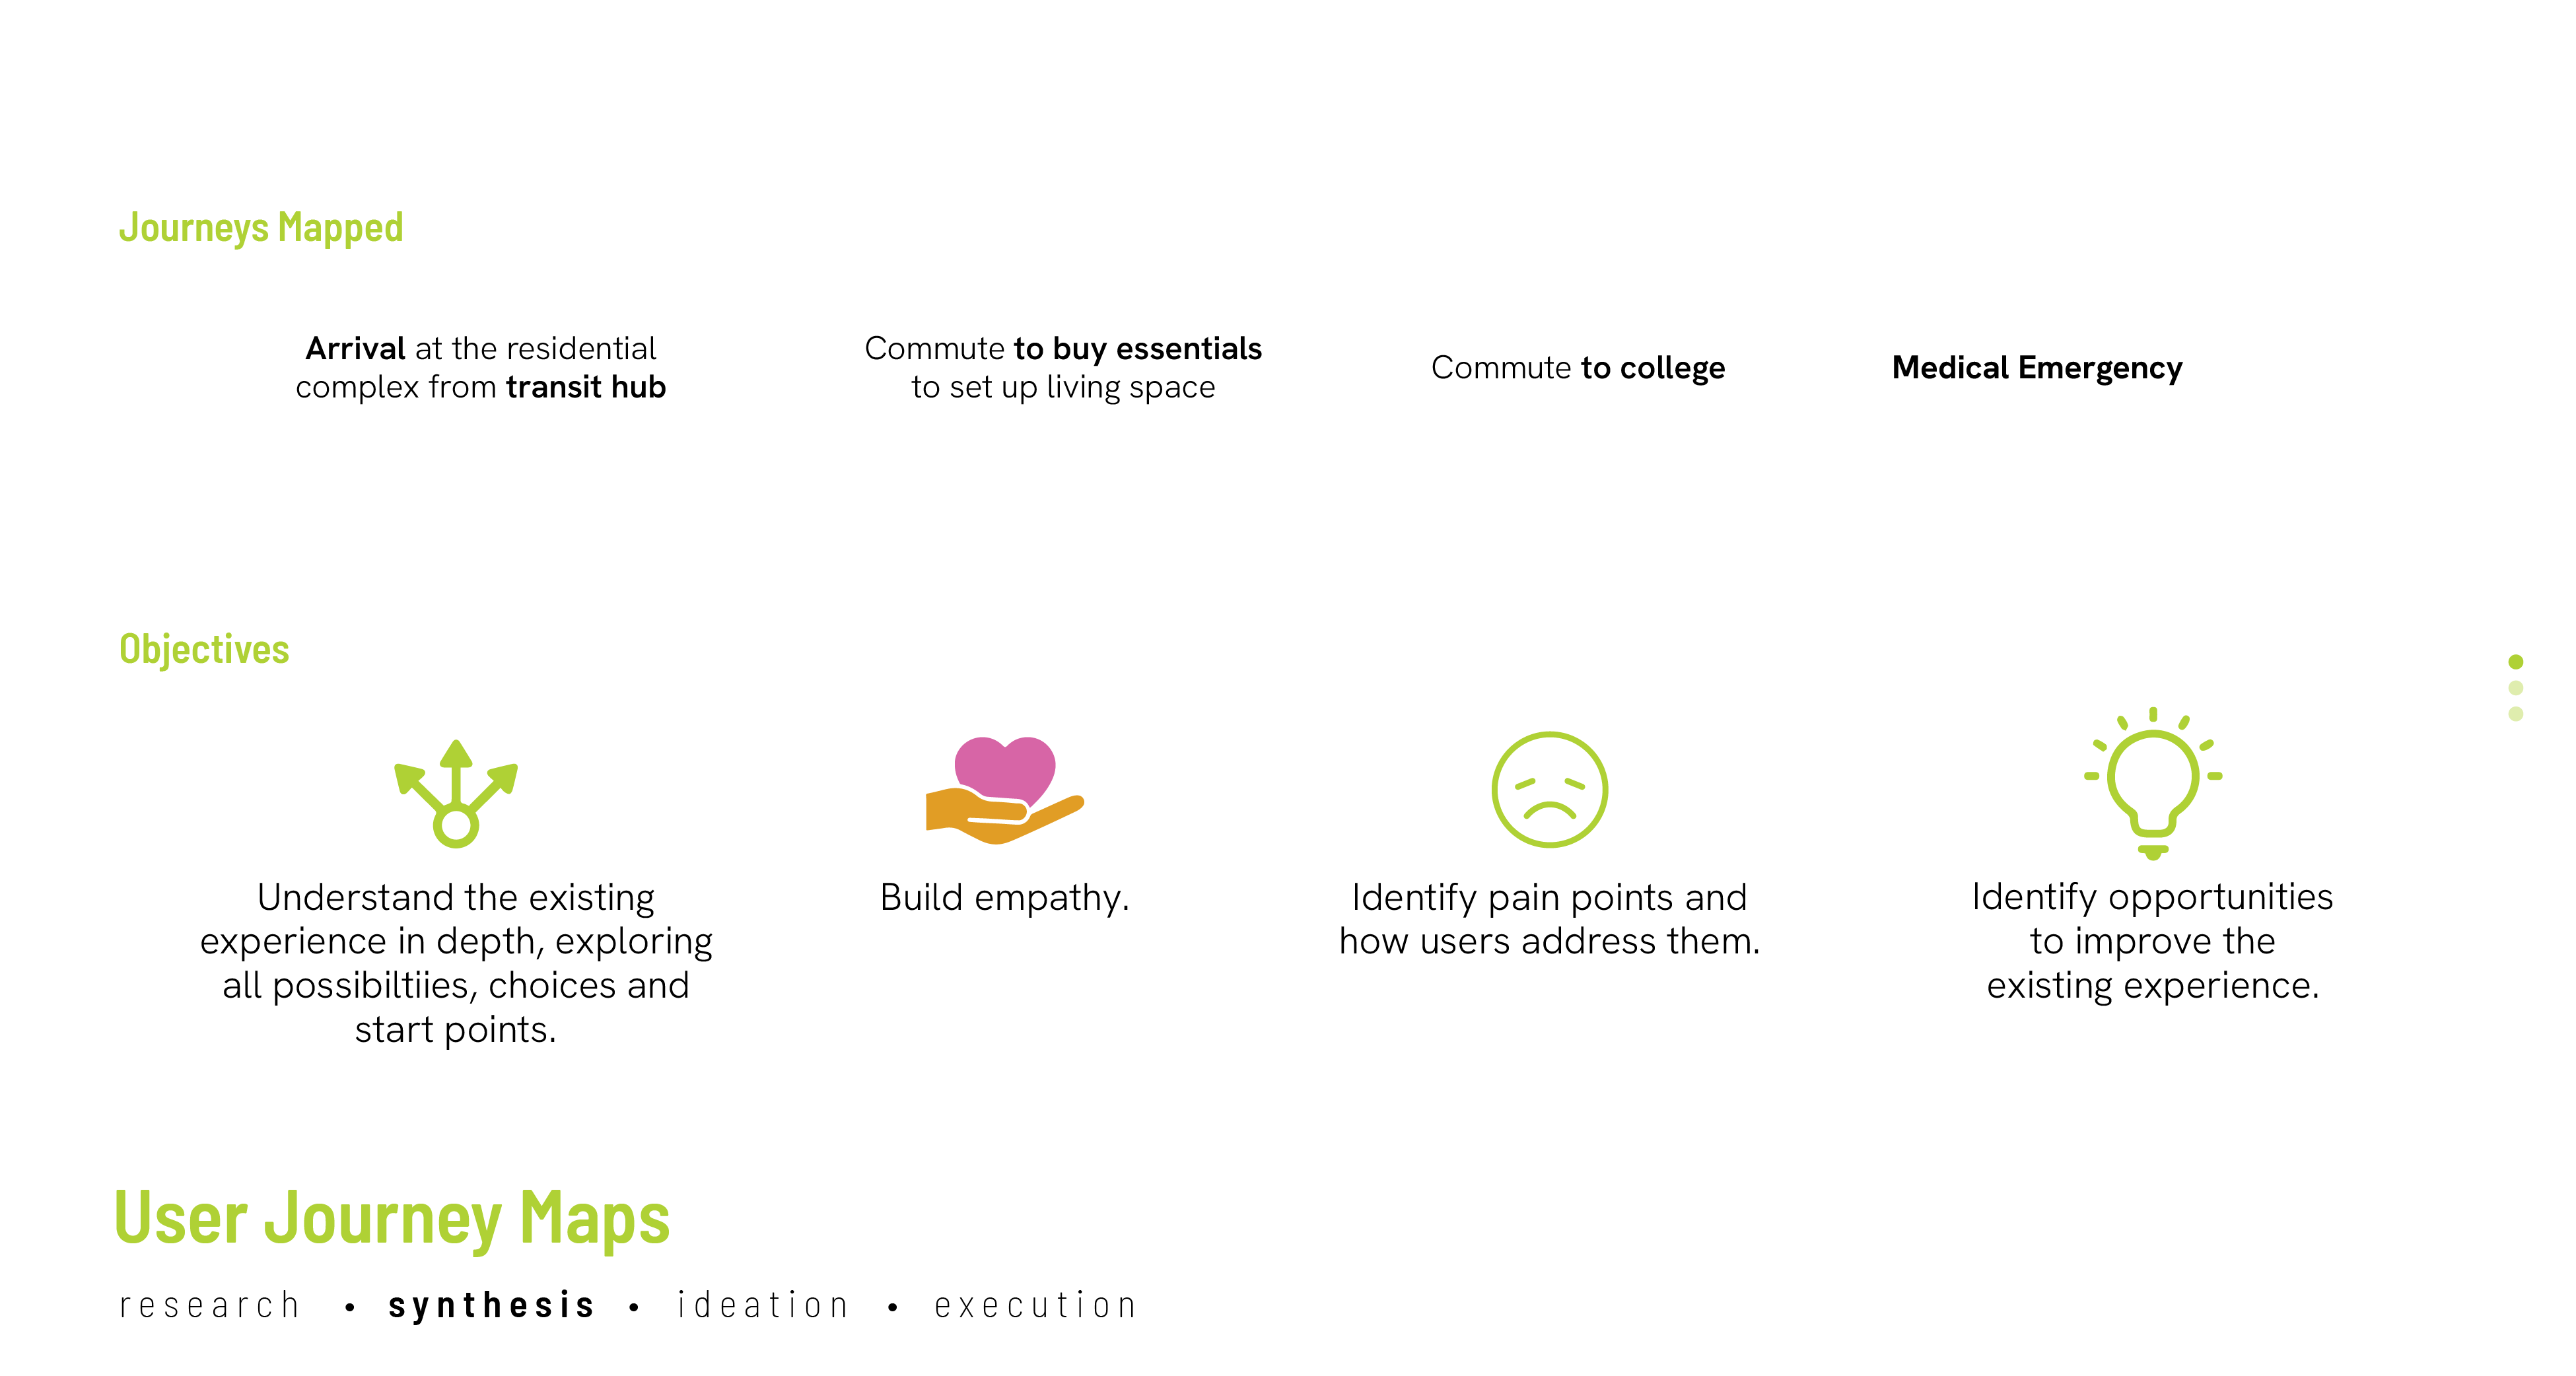 Journeys Mapped
Arrival at the residential
complex from transit hub
Commute to buy essentials
to set up living space
Commute to college
Medical Emergency
Objectives
Understand the existing
experience in depth, exploring
all possibiltiies, choices and
start points.
Build empathy.
Identify pain points and
how users address them.
Identify opportunities
to improve the
existing experience.
User Journey Maps
research • synthesis • ideation • execution